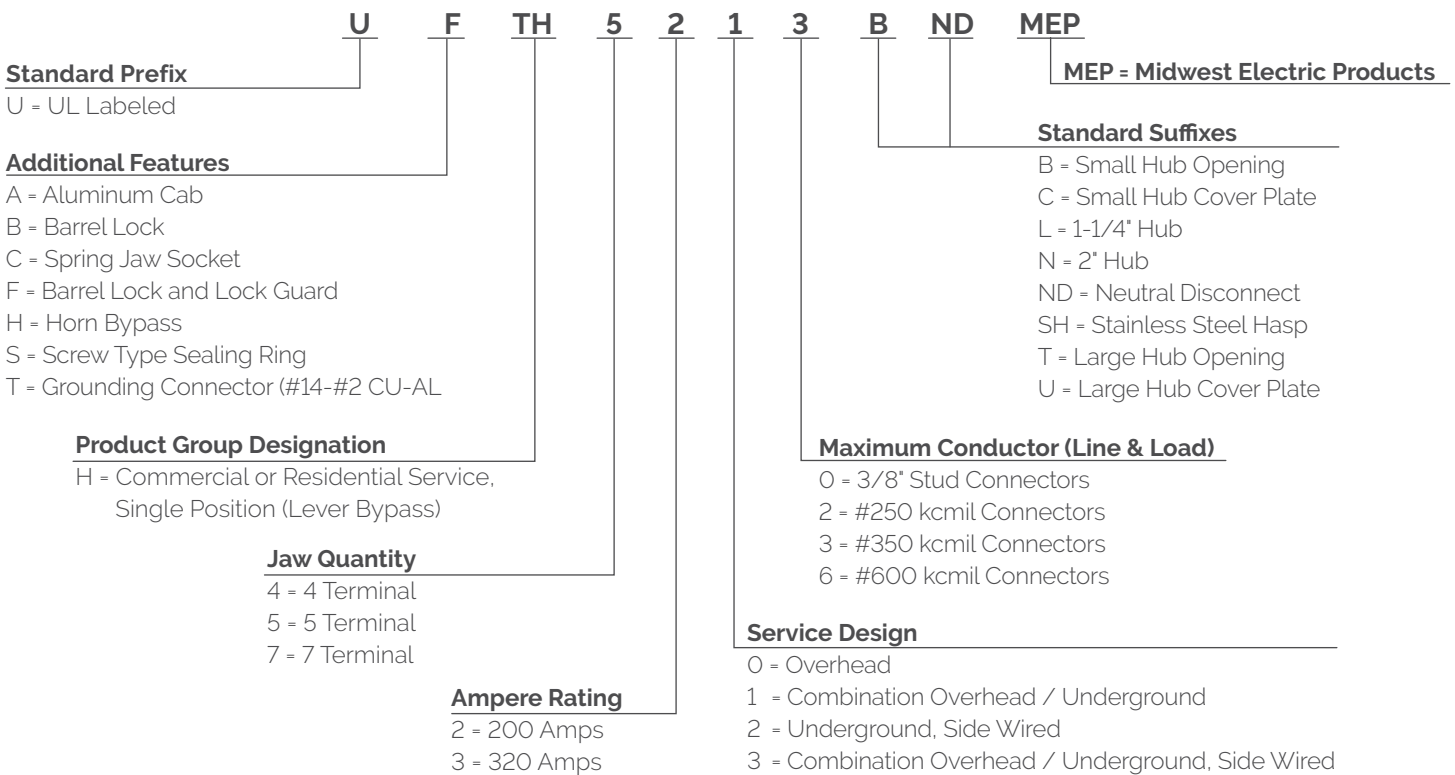 U F TH 5 2 1 3 B ND MEP
Standard Prefix
U = UL Labeled
MEP = Midwest Electric Products
Additional Features
A = Aluminum Cab
B = Barrel Lock
C = Spring Jaw Socket
F = Barrel Lock and Lock Guard
H = Horn Bypass
S = Screw Type Sealing Ring
T = Grounding Connector (#14-#2 CU-AL
Standard Suffixes
B = Small Hub Opening
C = Small Hub Cover Plate
L = 1-1/4" Hub
N = 2" Hub
ND = Neutral Disconnect
SH = Stainless Steel Hasp
T = Large Hub Opening
U = Large Hub Cover Plate
Product Group Designation
H = Commercial or Residential Service,
Single Position (Lever Bypass)
Maximum Conductor (Line & Load)
0 = 3/8" Stud Connectors
2 = #250 kcmil Connectors
3 = #350 kcmil Connectors
6 = #600 kcmil Connectors
Jaw Quantity
4 = 4 Terminal
5 = 5 Terminal
7 = 7 Terminal
Service Design
0 = Overhead
1 = Combination Overhead / Underground
2 = Underground, Side Wired
3 = Combination Overhead / Underground, Side Wired
Ampere Rating
2 = 200 Amps
3 = 320 Amps